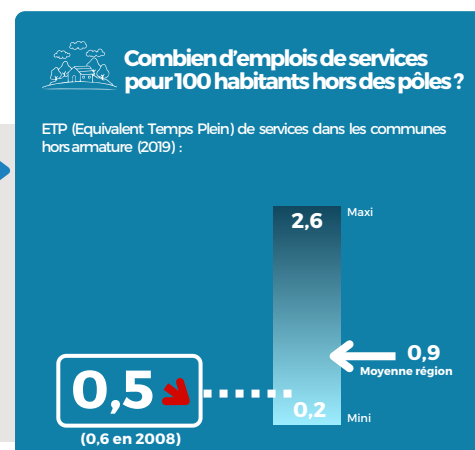 Combien d'emplois de services
pour 100 habitants hors des pôles ?
ETP (Equivalent Temps Plein) de services dans les communes
hors armature (2019) :
2,6
Maxi
0,9
Moyenne région
0,5
0,2
Mini
(0,6 en 2008)